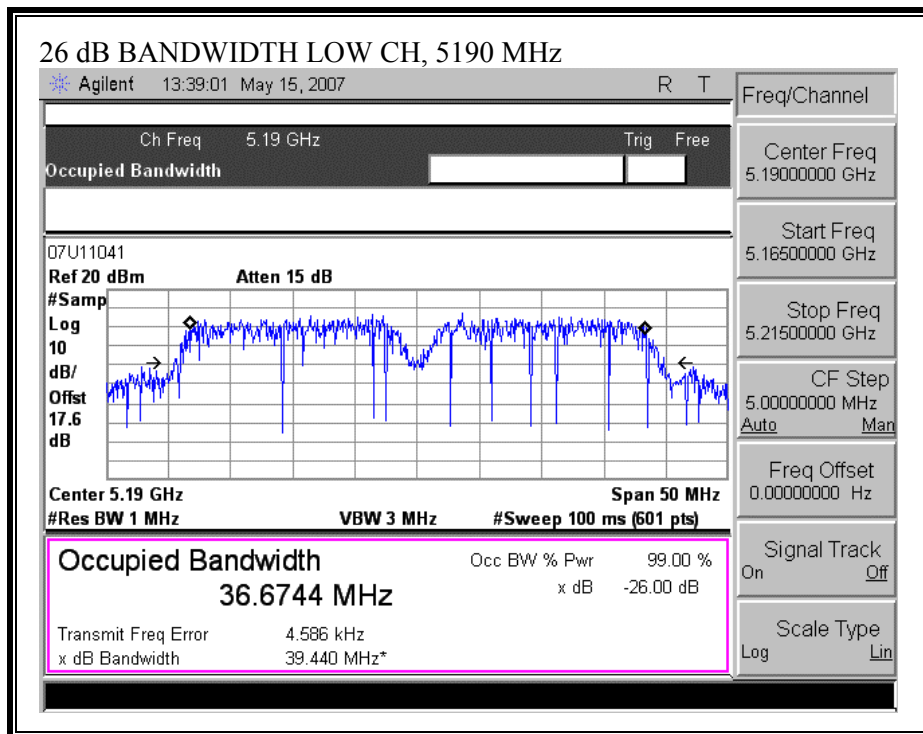 26 dB BANDWIDTH LOW CH, 5190 MHz
Agilent 13:39:01 May 15, 2007 R T
Ch Freq 5.19 GHz Trig Free
Occupied Bandwidth
07U11041
Ref 20 dBm Atten 15 dB
#Samp
Log
10
dB/
Offst
17.6
dB
Center 5.19 GHz Span 50 MHz
#Res BW 1 MHz VBW 3 MHz #Sweep 100 ms (601 pts)
Occupied Bandwidth
36.6744 MHz
Occ BW % Pwr 99.00 %
x dB -26.00 dB
Transmit Freq Error 4.586 kHz
x dB Bandwidth 39.440 MHz*
Freq/Channel
Center Freq
5.19000000 GHz
Start Freq
5.16500000 GHz
Stop Freq
5.21500000 GHz
CF Step
5.00000000 MHz
Auto Man
Freq Offset
0.00000000 Hz
Signal Track
On Off
Scale Type
Log Lin